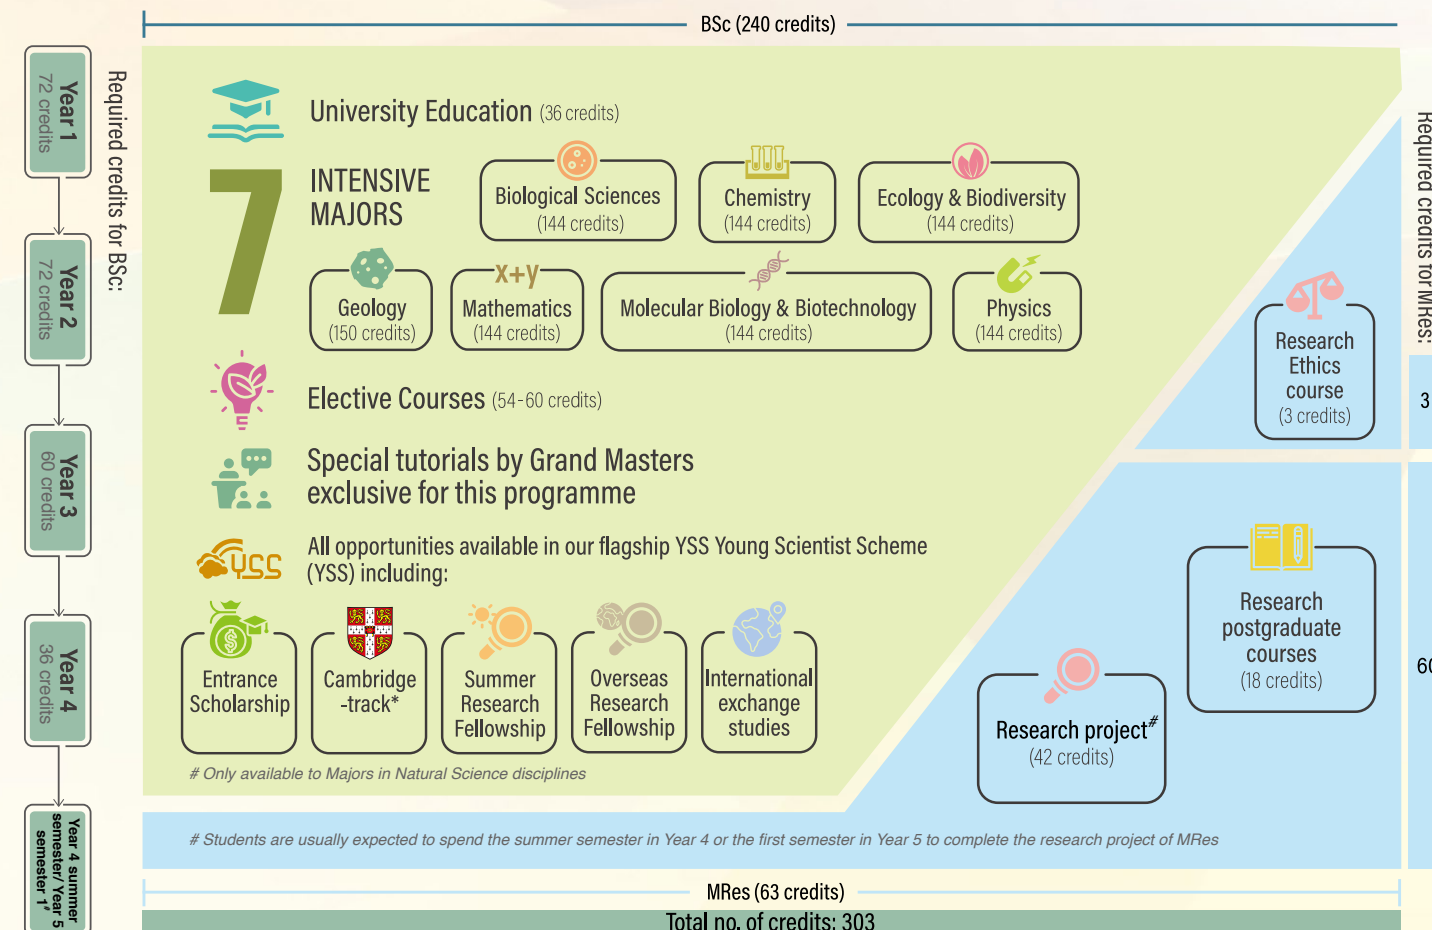 BSc (240 credits)
Year 1
72 credits
Year 2
72 credits
Year 3
60 credits
Year 4
36 credits
Year 4 summer
semester/ Year 5
semester 1#
Required credits for BSc:
University Education (36 credits)
7
INTENSIVE
MAJORS
Biological Sciences
(144 credits)
Chemistry
(144 credits)
Ecology & Biodiversity
(144 credits)
Geology
(150 credits)
x+y
Mathematics
(144 credits)
Molecular Biology & Biotechnology
(144 credits)
Physics
(144 credits)
Elective Courses (54-60 credits)
Special tutorials by Grand Masters
exclusive for this programme
YSS
All opportunities available in our flagship YSS Young Scientist Scheme
(YSS) including:
$
Entrance
Scholarship
Cambridge
-track*
Summer
Research
Fellowship
Overseas
Research
Fellowship
International
exchange
studies
# Only available to Majors in Natural Science disciplines
Research
Ethics
course
(3 credits)
Research
postgraduate
courses
(18 credits)
Research project#
(42 credits)
Required credits for MRes:
3
60
# Students are usually expected to spend the summer semester in Year 4 or the first semester in Year 5 to complete the research project of MRes
MRes (63 credits)
Total no. of credits: 303